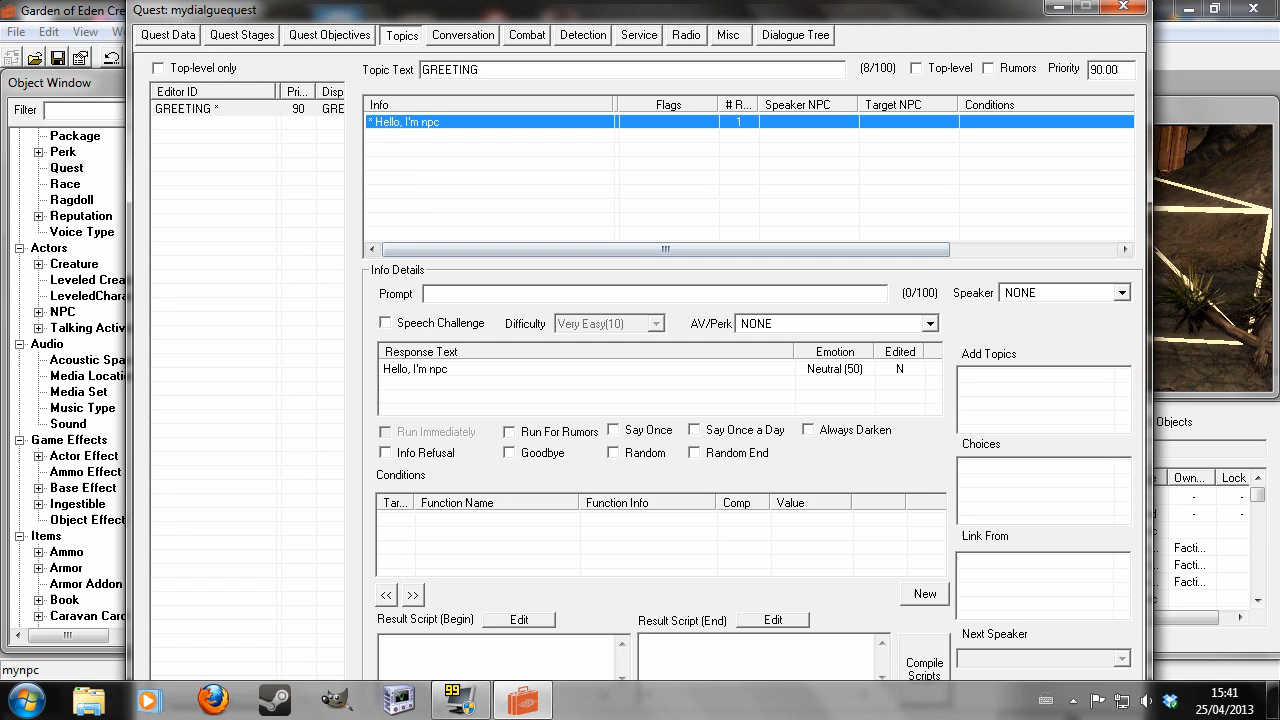 Garden of Eden Cre
Quest: mydialguequest
File Edit View W
Quest Data Quest Stages Quest Objectives Topics Conversation Combat Detection Service Radio Misc Dialogue Tree
Top-level only
Topic Text GREETING (8/100) Top-level Rumors Priority 90.00
Object Window
Editor ID Pri... Disp
GREETING * 90 GRE
Filter
Info Flags # R... Speaker NPC Target NPC Conditions
* Hello, I'm npc 1
Package
Perk
Quest
Race
Ragdoll
Reputation
Voice Type
Actors
Creature
Leveled Crea
LeveledChara
NPC
Talking Activ
Audio
Acoustic Spa
Media Locati
Media Set
Music Type
Sound
Game Effects
Actor Effect
Ammo Effect
Base Effect
Ingestible
Object Effect
Items
Ammo
Armor
Armor Addon
Book
Caravan Card
Info Details
Prompt (0/100) Speaker NONE
Speech Challenge Difficulty Very Easy(10) AV/Perk NONE
Response Text Emotion Edited
Hello, I'm npc Neutral (50) N
Add Topics
Run Immediately Run For Rumors Say Once Say Once a Day Always Darken
Info Refusal Goodbye Random Random End
Choices
Conditions
Tar... Function Name Function Info Comp Value
Link From
<< >> New
Result Script (Begin) Edit Result Script (End) Edit
Next Speaker
Compile
Scripts
Objects
Own... Lock
- -
- -
Facti...
Facti...
Facti...
mynpc
99
15:41
25/04/2013